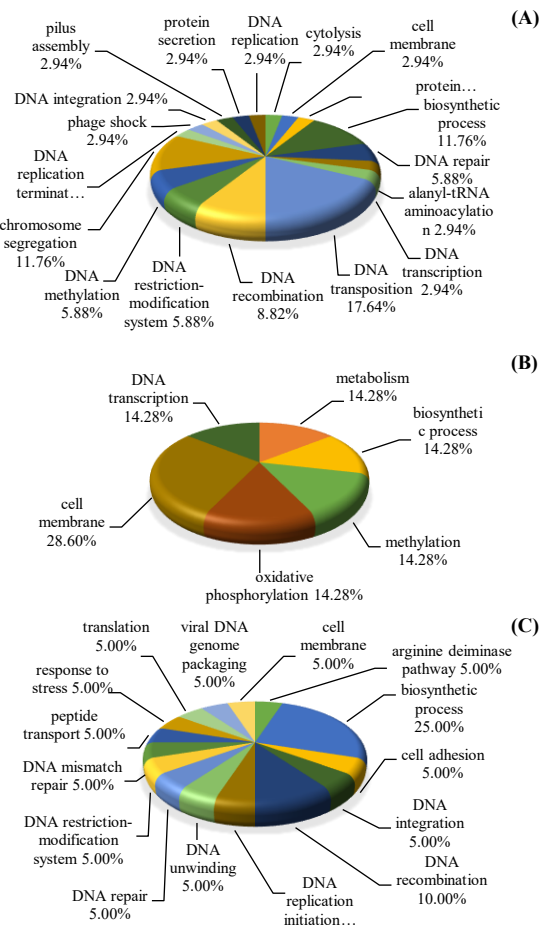 (A)
pilus
assembly
2.94%
protein
secretion
2.94%
DNA
replication
2.94%
cytolysis
2.94%
cell
membrane
2.94%
protein…
biosynthetic
process
11.76%
DNA repair
5.88%
alanyl-tRNA
aminoacylatio
n 2.94%
DNA
transcription
2.94%
DNA
transposition
17.64%
DNA
recombination
8.82%
DNA
restriction-
modification
system 5.88%
DNA
methylation
5.88%
chromosome
segregation
11.76%
DNA
replication
terminat…
phage shock
2.94%
DNA integration 2.94%
(B)
DNA
transcription
14.28%
metabolism
14.28%
biosyntheti
c process
14.28%
methylation
14.28%
oxidative
phosphorylation 14.28%
cell
membrane
28.60%
(C)
translation
5.00%
viral DNA
genome
packaging
5.00%
cell
membrane
5.00%
arginine deiminase
pathway 5.00%
biosynthetic
process
25.00%
cell adhesion
5.00%
DNA
integration
5.00%
DNA
recombination
10.00%
DNA
replication
initiation…
DNA
unwinding
5.00%
DNA repair
5.00%
DNA restriction-
modification
system 5.00%
DNA mismatch
repair 5.00%
peptide
transport 5.00%
response to
stress 5.00%